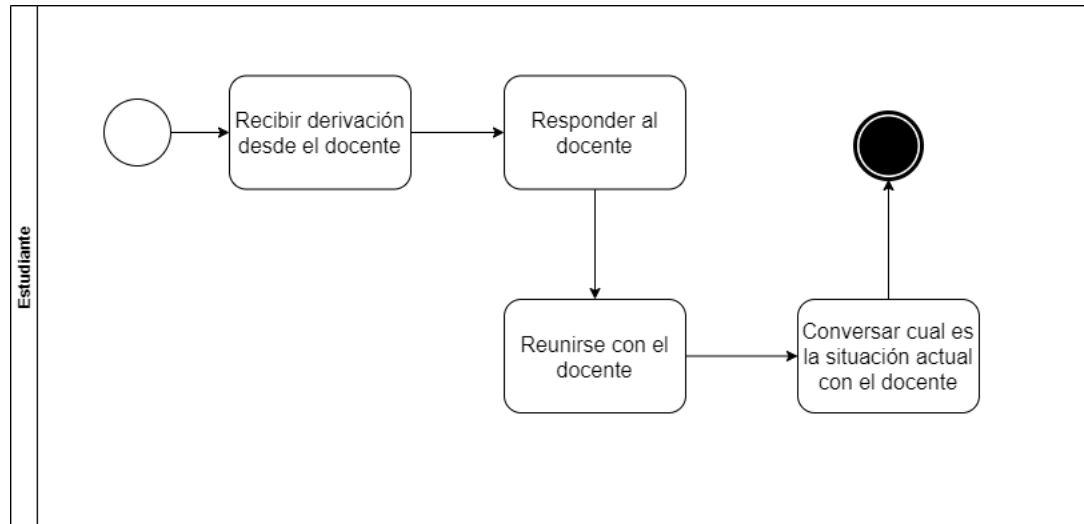 Estudiante
Recibir derivación
desde el docente
Responder al
docente
Reunirse con el
docente
Conversar cual es
la situación actual
con el docente